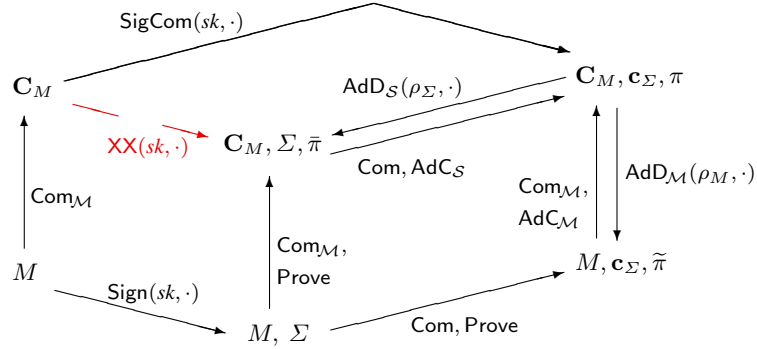 SigCom(sk, ·)
C_M
AdD_S(ρ_Σ, ·)
C_M, c_Σ, π
XX(sk, ·)
C_M, Σ, π̄
Com, AdC_S
Com_M
Com_M,
AdC_M
AdD_M(ρ_M, ·)
Com_M,
Prove
M
M, c_Σ, π̃
Sign(sk, ·)
M, Σ
Com, Prove